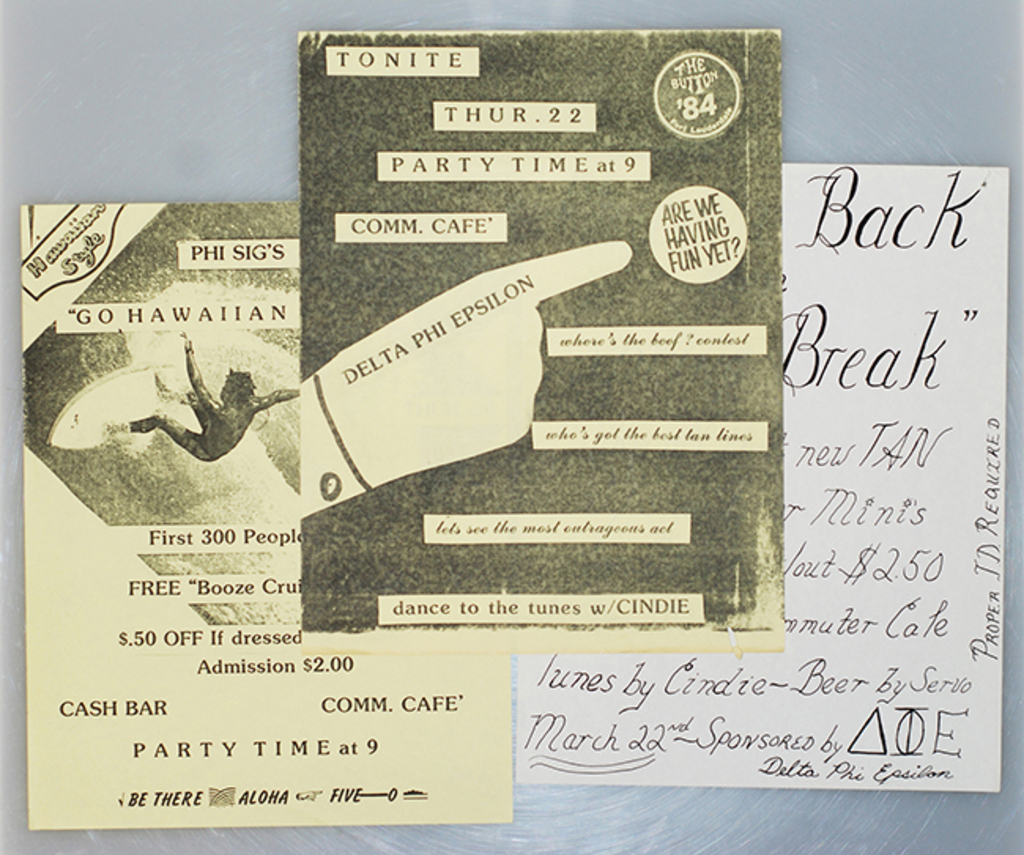 TONITE
THUR. 22
PARTY TIME at 9
COMM. CAFE'
THE
BUTTON
'84
Fort Lauderdale
ARE WE
HAVING
FUN YET?
DELTA PHI EPSILON
where's the beef? contest
who's got the best tan lines
lets see the most outrageous act
dance to the tunes w/CINDIE
Hawaiian
Style
PHI SIG'S
"GO HAWAIIAN
First 300 People
FREE "Booze Crui
$.50 OFF If dressed
Admission $2.00
CASH BAR
COMM. CAFE'
PARTY TIME at 9
BE THERE ALOHA FIVE-O
Back
Break"
new TAN
Mini's
out $2.50
mmuter Cafe
Tunes by Cindie - Beer by Servo
March 22nd - SPONSORED by ΔΦE
Delta Phi Epsilon
PROPER ID REQUIRED